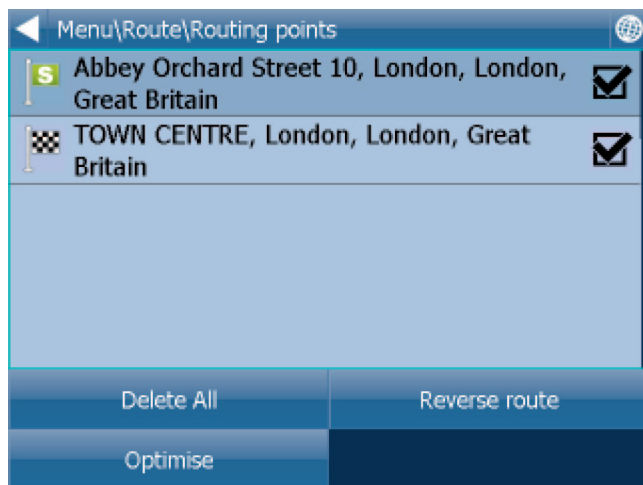 Menu\Route\Routing points
S
Abbey Orchard Street 10, London, London,
Great Britain
TOWN CENTRE, London, London, Great
Britain
Delete All
Reverse route
Optimise